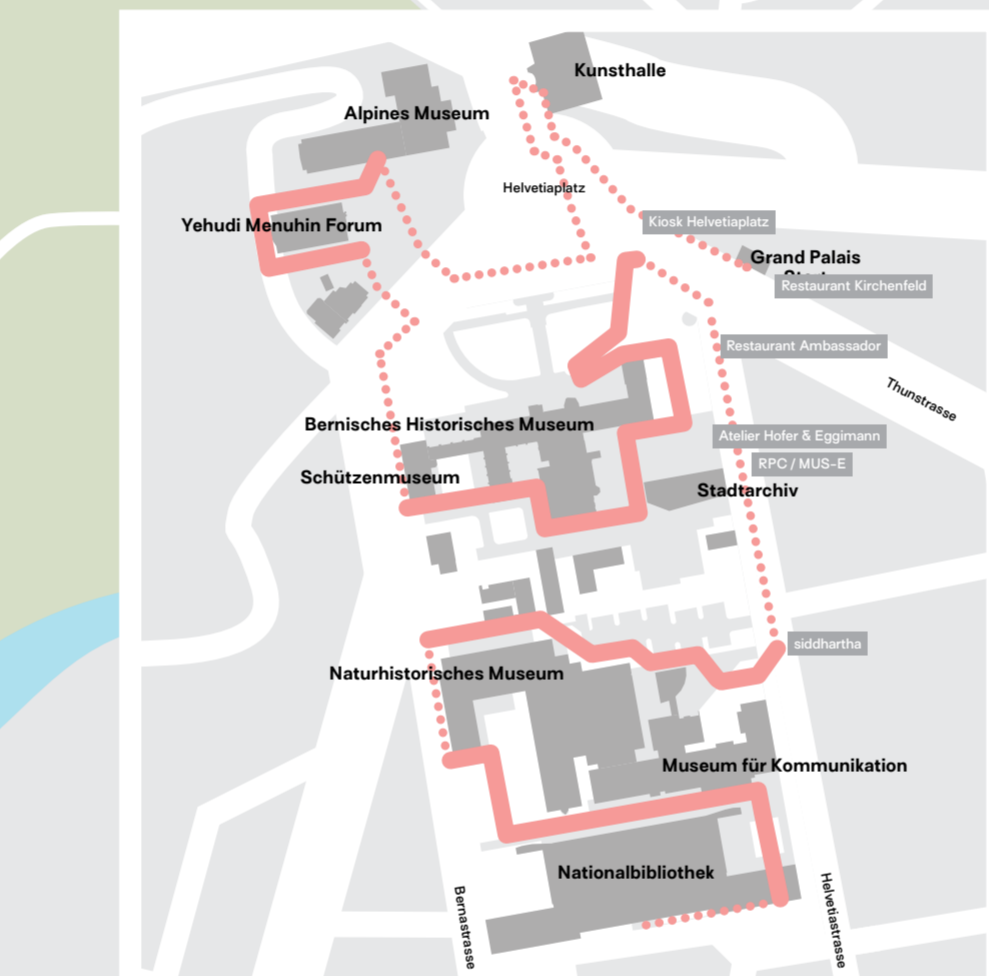 Kunsthalle
Alpines Museum
Helvetiaplatz
Kiosk Helvetiaplatz
Yehudi Menuhin Forum
Grand Palais
Restaurant Kirchenfeld
Restaurant Ambassador
Thunstrasse
Bernisches Historisches Museum
Atelier Hofer & Eggimann
RPC / MUS-E
Schützenmuseum
Stadtarchiv
siddhartha
Naturhistorisches Museum
Museum für Kommunikation
Nationalbibliothek
Bernastrasse
Helvetiastrasse